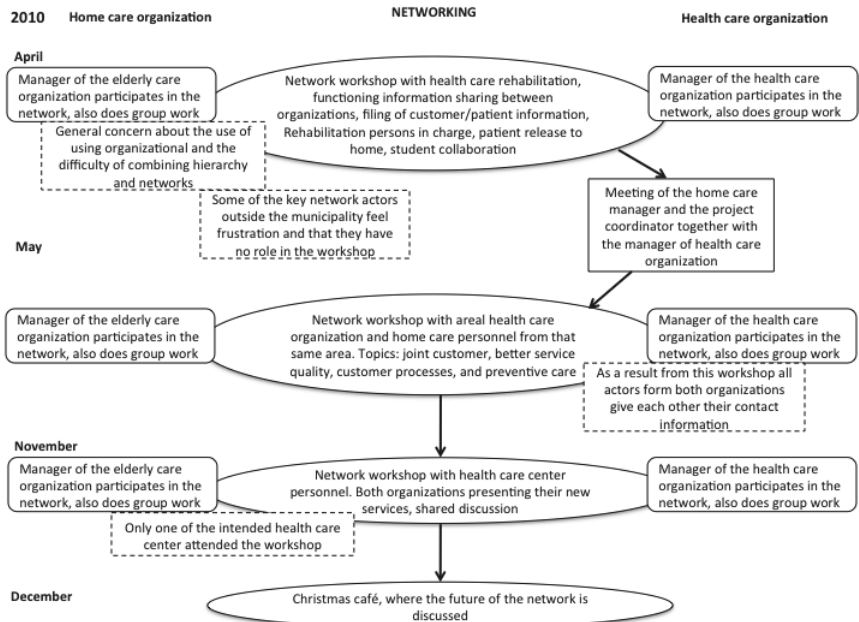 2010 Home care organization NETWORKING Health care organization
April
Manager of the elderly care
organization participates in the
network, also does group work
Network workshop with health care rehabilitation,
functioning information sharing between
organizations, filing of customer/patient information,
Rehabilitation persons in charge, patient release to
home, student collaboration
Manager of the health care
organization participates in the
network, also does group work
General concern about the use of
using organizational and the
difficulty of combining hierarchy
and networks
Some of the key network actors
outside the municipality feel
frustration and that they have
no role in the workshop
Meeting of the home care
manager and the project
coordinator together with
the manager of health care
organization
May
Manager of the elderly care
organization participates in the
network, also does group work
Network workshop with areal health care
organization and home care personnel from that
same area. Topics: joint customer, better service
quality, customer processes, and preventive care
Manager of the health care
organization participates in the
network, also does group work
As a result from this workshop all
actors form both organizations
give each other their contact
information
November
Manager of the elderly care
organization participates in the
network, also does group work
Network workshop with health care center
personnel. Both organizations presenting their new
services, shared discussion
Manager of the health care
organization participates in the
network, also does group work
Only one of the intended health care
center attended the workshop
December
Christmas café, where the future of the network is
discussed